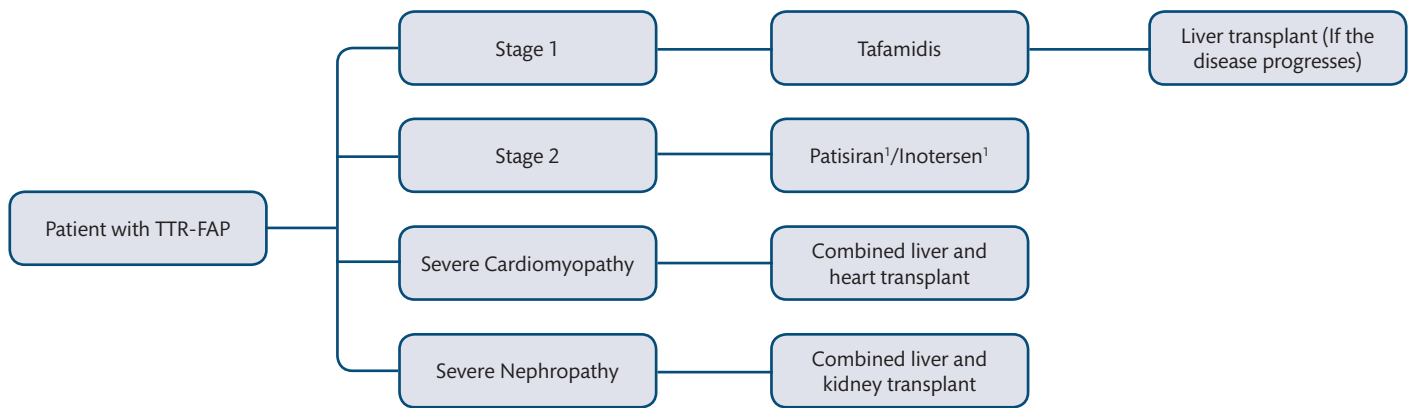 Patient with TTR-FAP
Stage 1
Tafamidis
Liver transplant (If the
disease progresses)
Stage 2
Patisiran¹/Inotersen¹
Severe Cardiomyopathy
Combined liver and
heart transplant
Severe Nephropathy
Combined liver and
kidney transplant